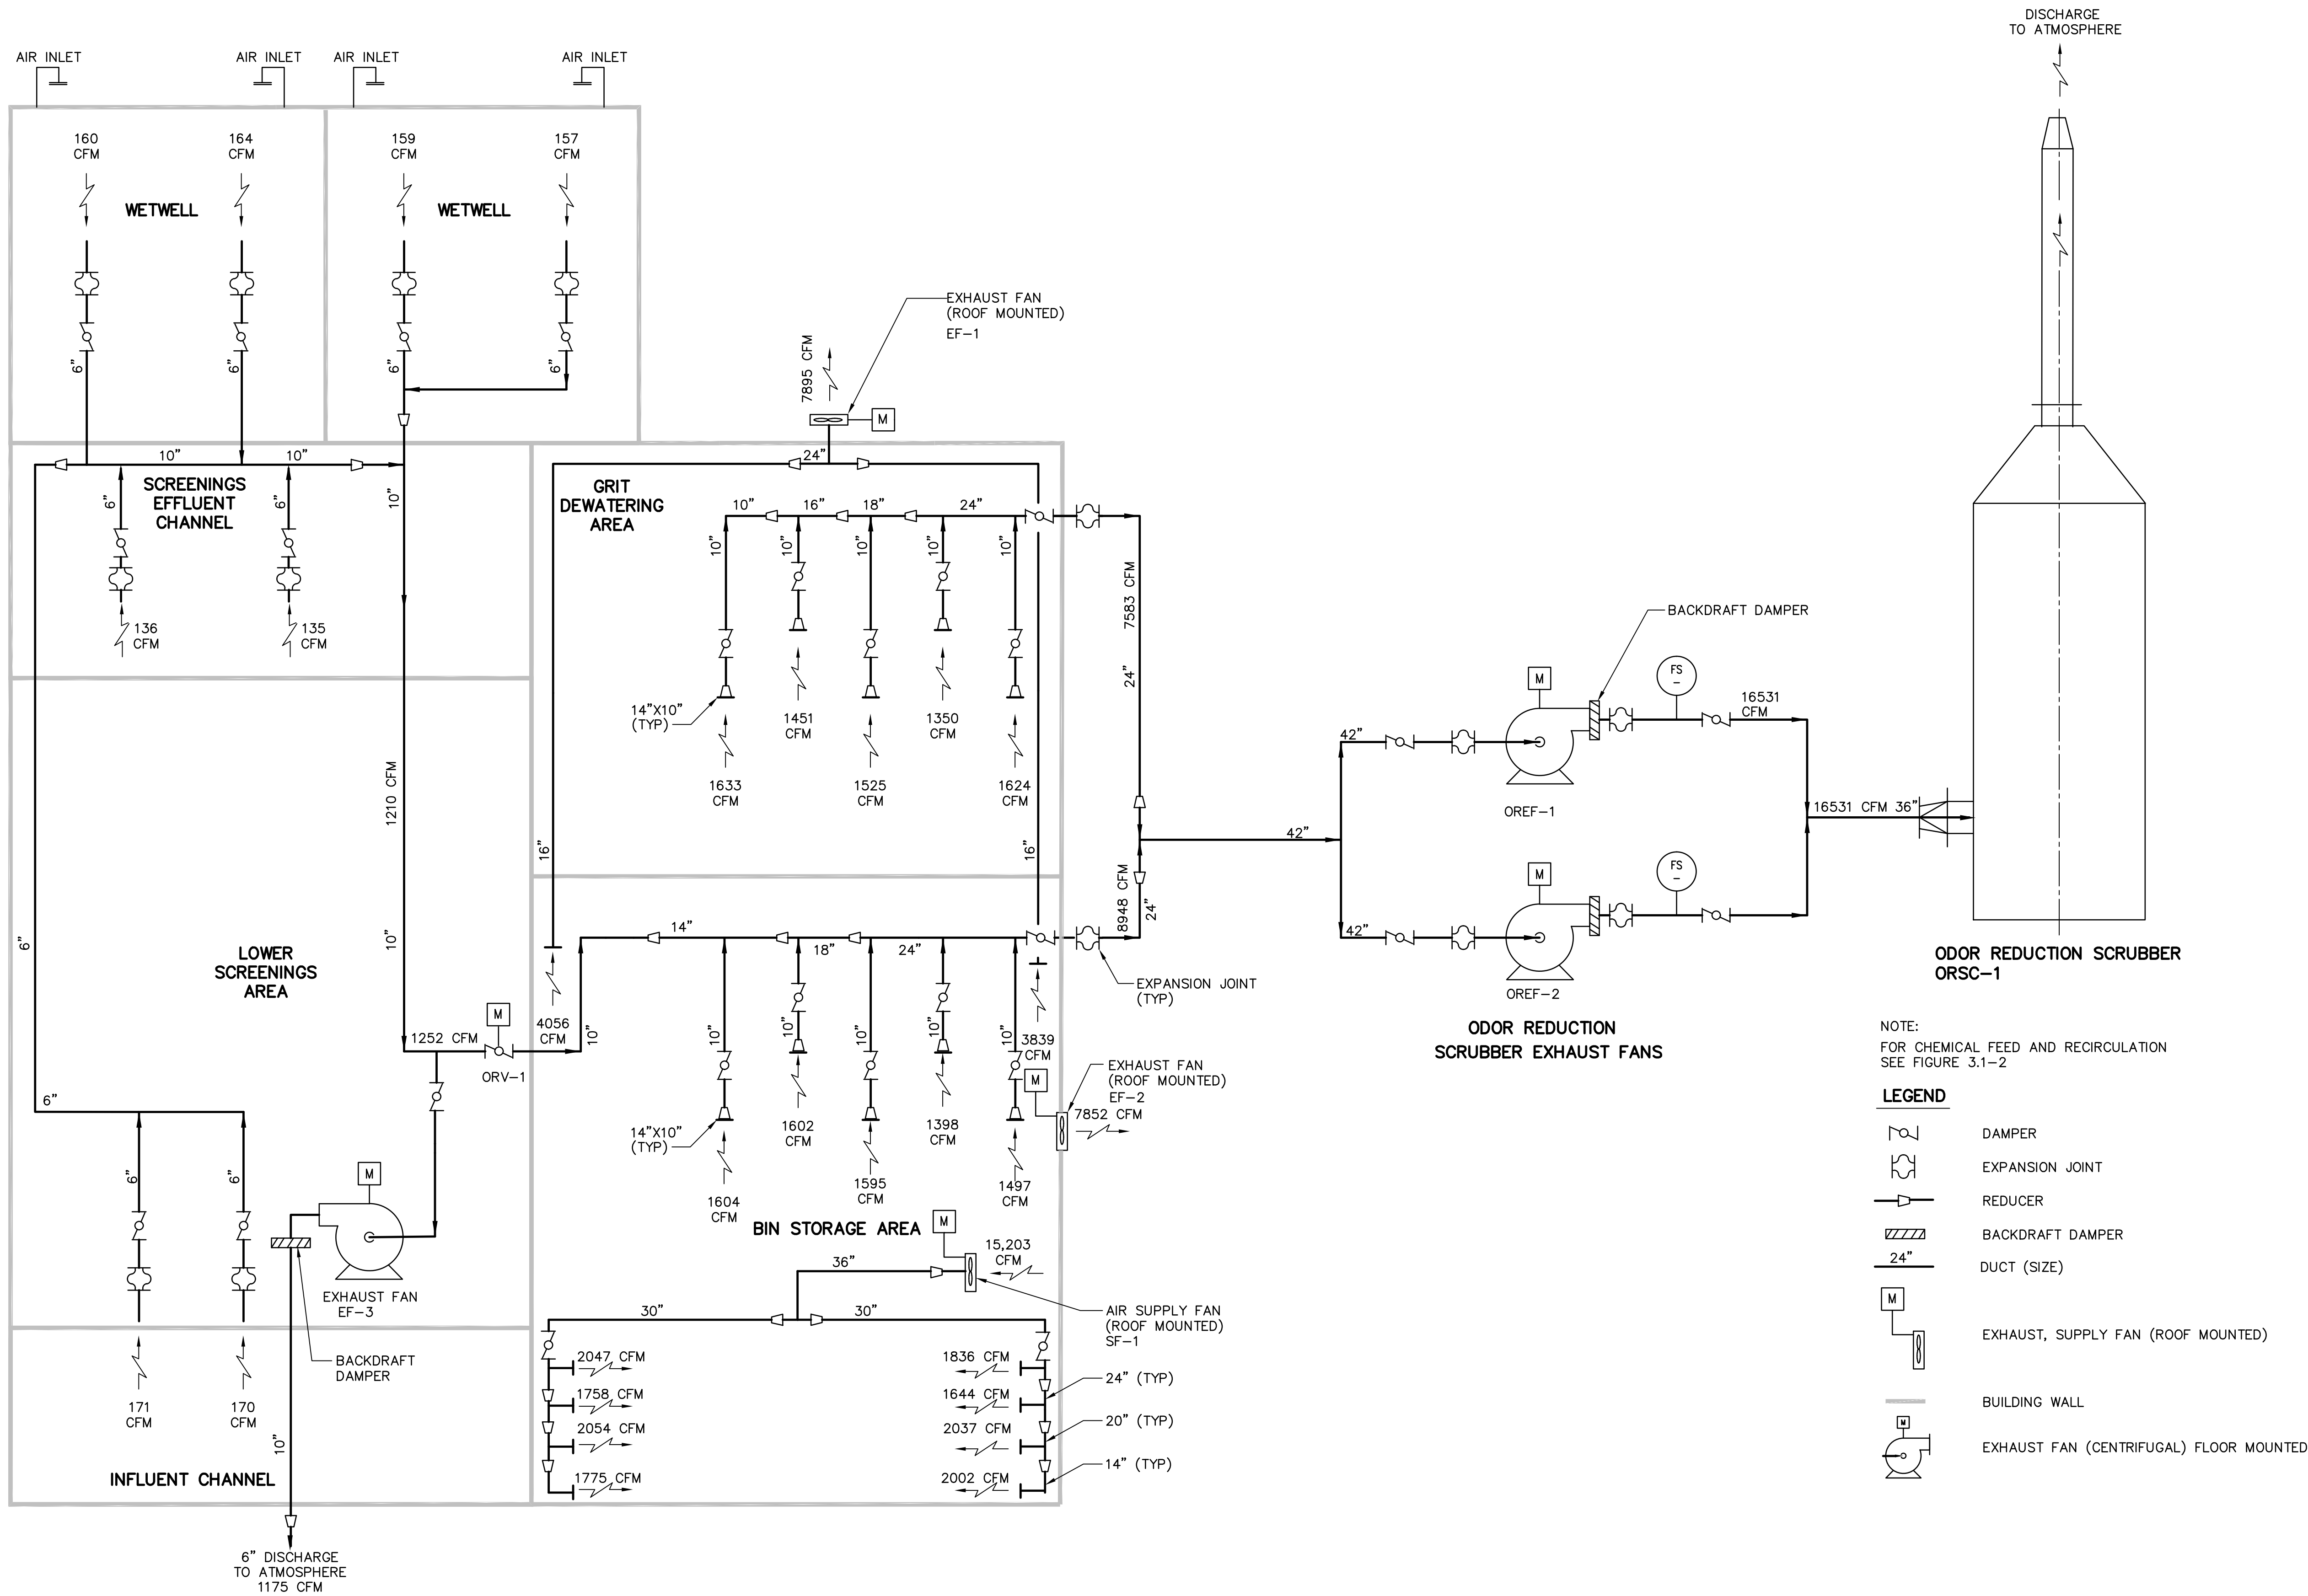 DISCHARGE
TO ATMOSPHERE
AIR INLET
AIR INLET
AIR INLET
AIR INLET
160
CFM
164
CFM
159
CFM
157
CFM
WETWELL
WETWELL
6"
6"
6"
6"
EXHAUST FAN
(ROOF MOUNTED)
EF-1
7895 CFM
M
10"
10"
SCREENINGS
EFFLUENT
CHANNEL
6"
6"
10"
136
CFM
135
CFM
24"
GRIT
DEWATERING
AREA
10"
16"
18"
24"
10"
10"
10"
10"
10"
14"X10"
(TYP)
1451
CFM
1350
CFM
1633
CFM
1525
CFM
1624
CFM
16"
16"
7583 CFM
24"
1210 CFM
10"
6"
LOWER
SCREENINGS
AREA
BACKDRAFT DAMPER
M
FS
-
16531
CFM
42"
OREF-1
16531 CFM 36"
42"
M
FS
-
42"
OREF-2
ODOR REDUCTION
SCRUBBER EXHAUST FANS
ODOR REDUCTION SCRUBBER
ORSC-1
8948 CFM
24"
EXPANSION JOINT
(TYP)
14"
18"
24"
1252 CFM
M
ORV-1
4056
CFM
10"
10"
10"
10"
10"
10"
3839
CFM
M
EXHAUST FAN
(ROOF MOUNTED)
EF-2
7852 CFM
14"X10"
(TYP)
1602
CFM
1398
CFM
1604
CFM
1595
CFM
1497
CFM
BIN STORAGE AREA
M
15,203
CFM
36"
AIR SUPPLY FAN
(ROOF MOUNTED)
SF-1
30"
30"
2047 CFM
1836 CFM
24" (TYP)
1758 CFM
1644 CFM
20" (TYP)
2054 CFM
2037 CFM
14" (TYP)
1775 CFM
2002 CFM
6"
6"
6"
M
EXHAUST FAN
EF-3
BACKDRAFT
DAMPER
171
CFM
170
CFM
10"
INFLUENT CHANNEL
6" DISCHARGE
TO ATMOSPHERE
1175 CFM
NOTE:
FOR CHEMICAL FEED AND RECIRCULATION
SEE FIGURE 3.1-2
LEGEND
DAMPER
EXPANSION JOINT
REDUCER
BACKDRAFT DAMPER
24"
DUCT (SIZE)
M
EXHAUST, SUPPLY FAN (ROOF MOUNTED)
BUILDING WALL
M
EXHAUST FAN (CENTRIFUGAL) FLOOR MOUNTED